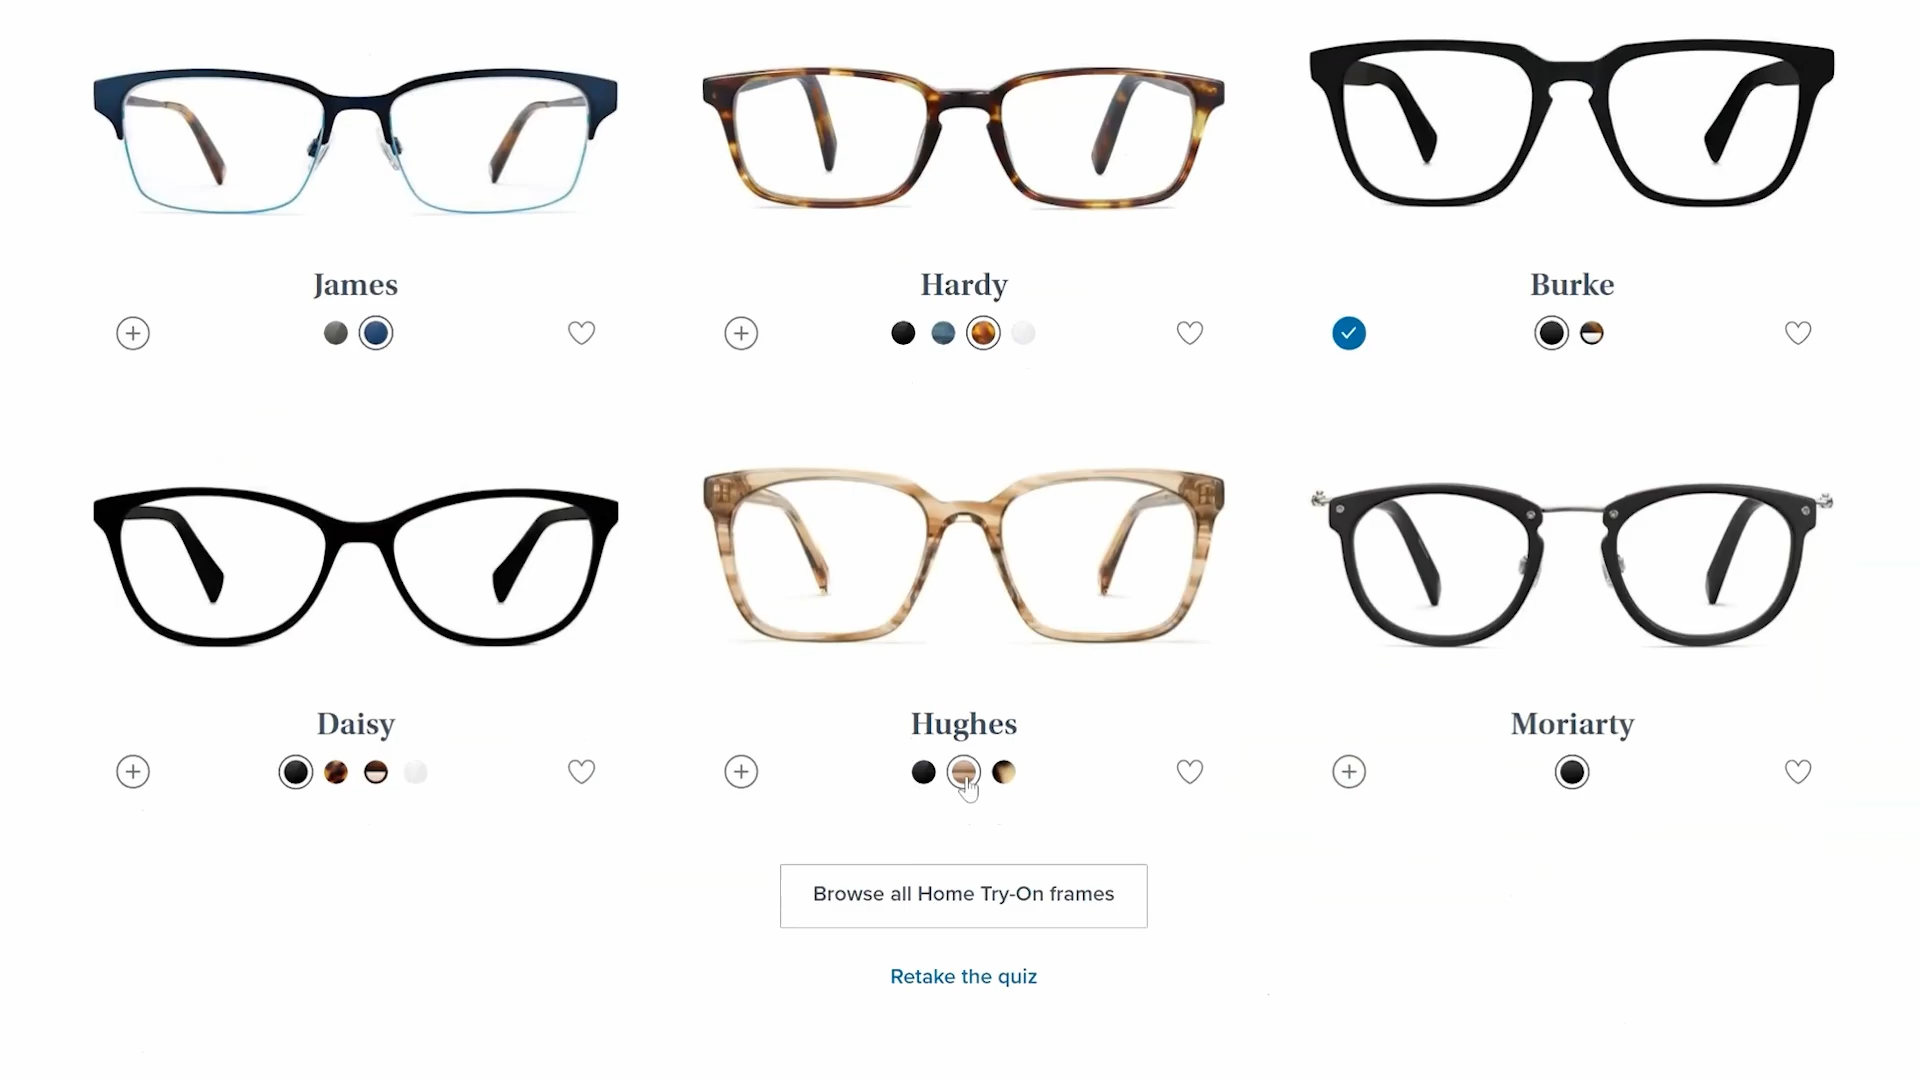 James
Hardy
Burke
Daisy
Hughes
Moriarty
Browse all Home Try-On frames
Retake the quiz